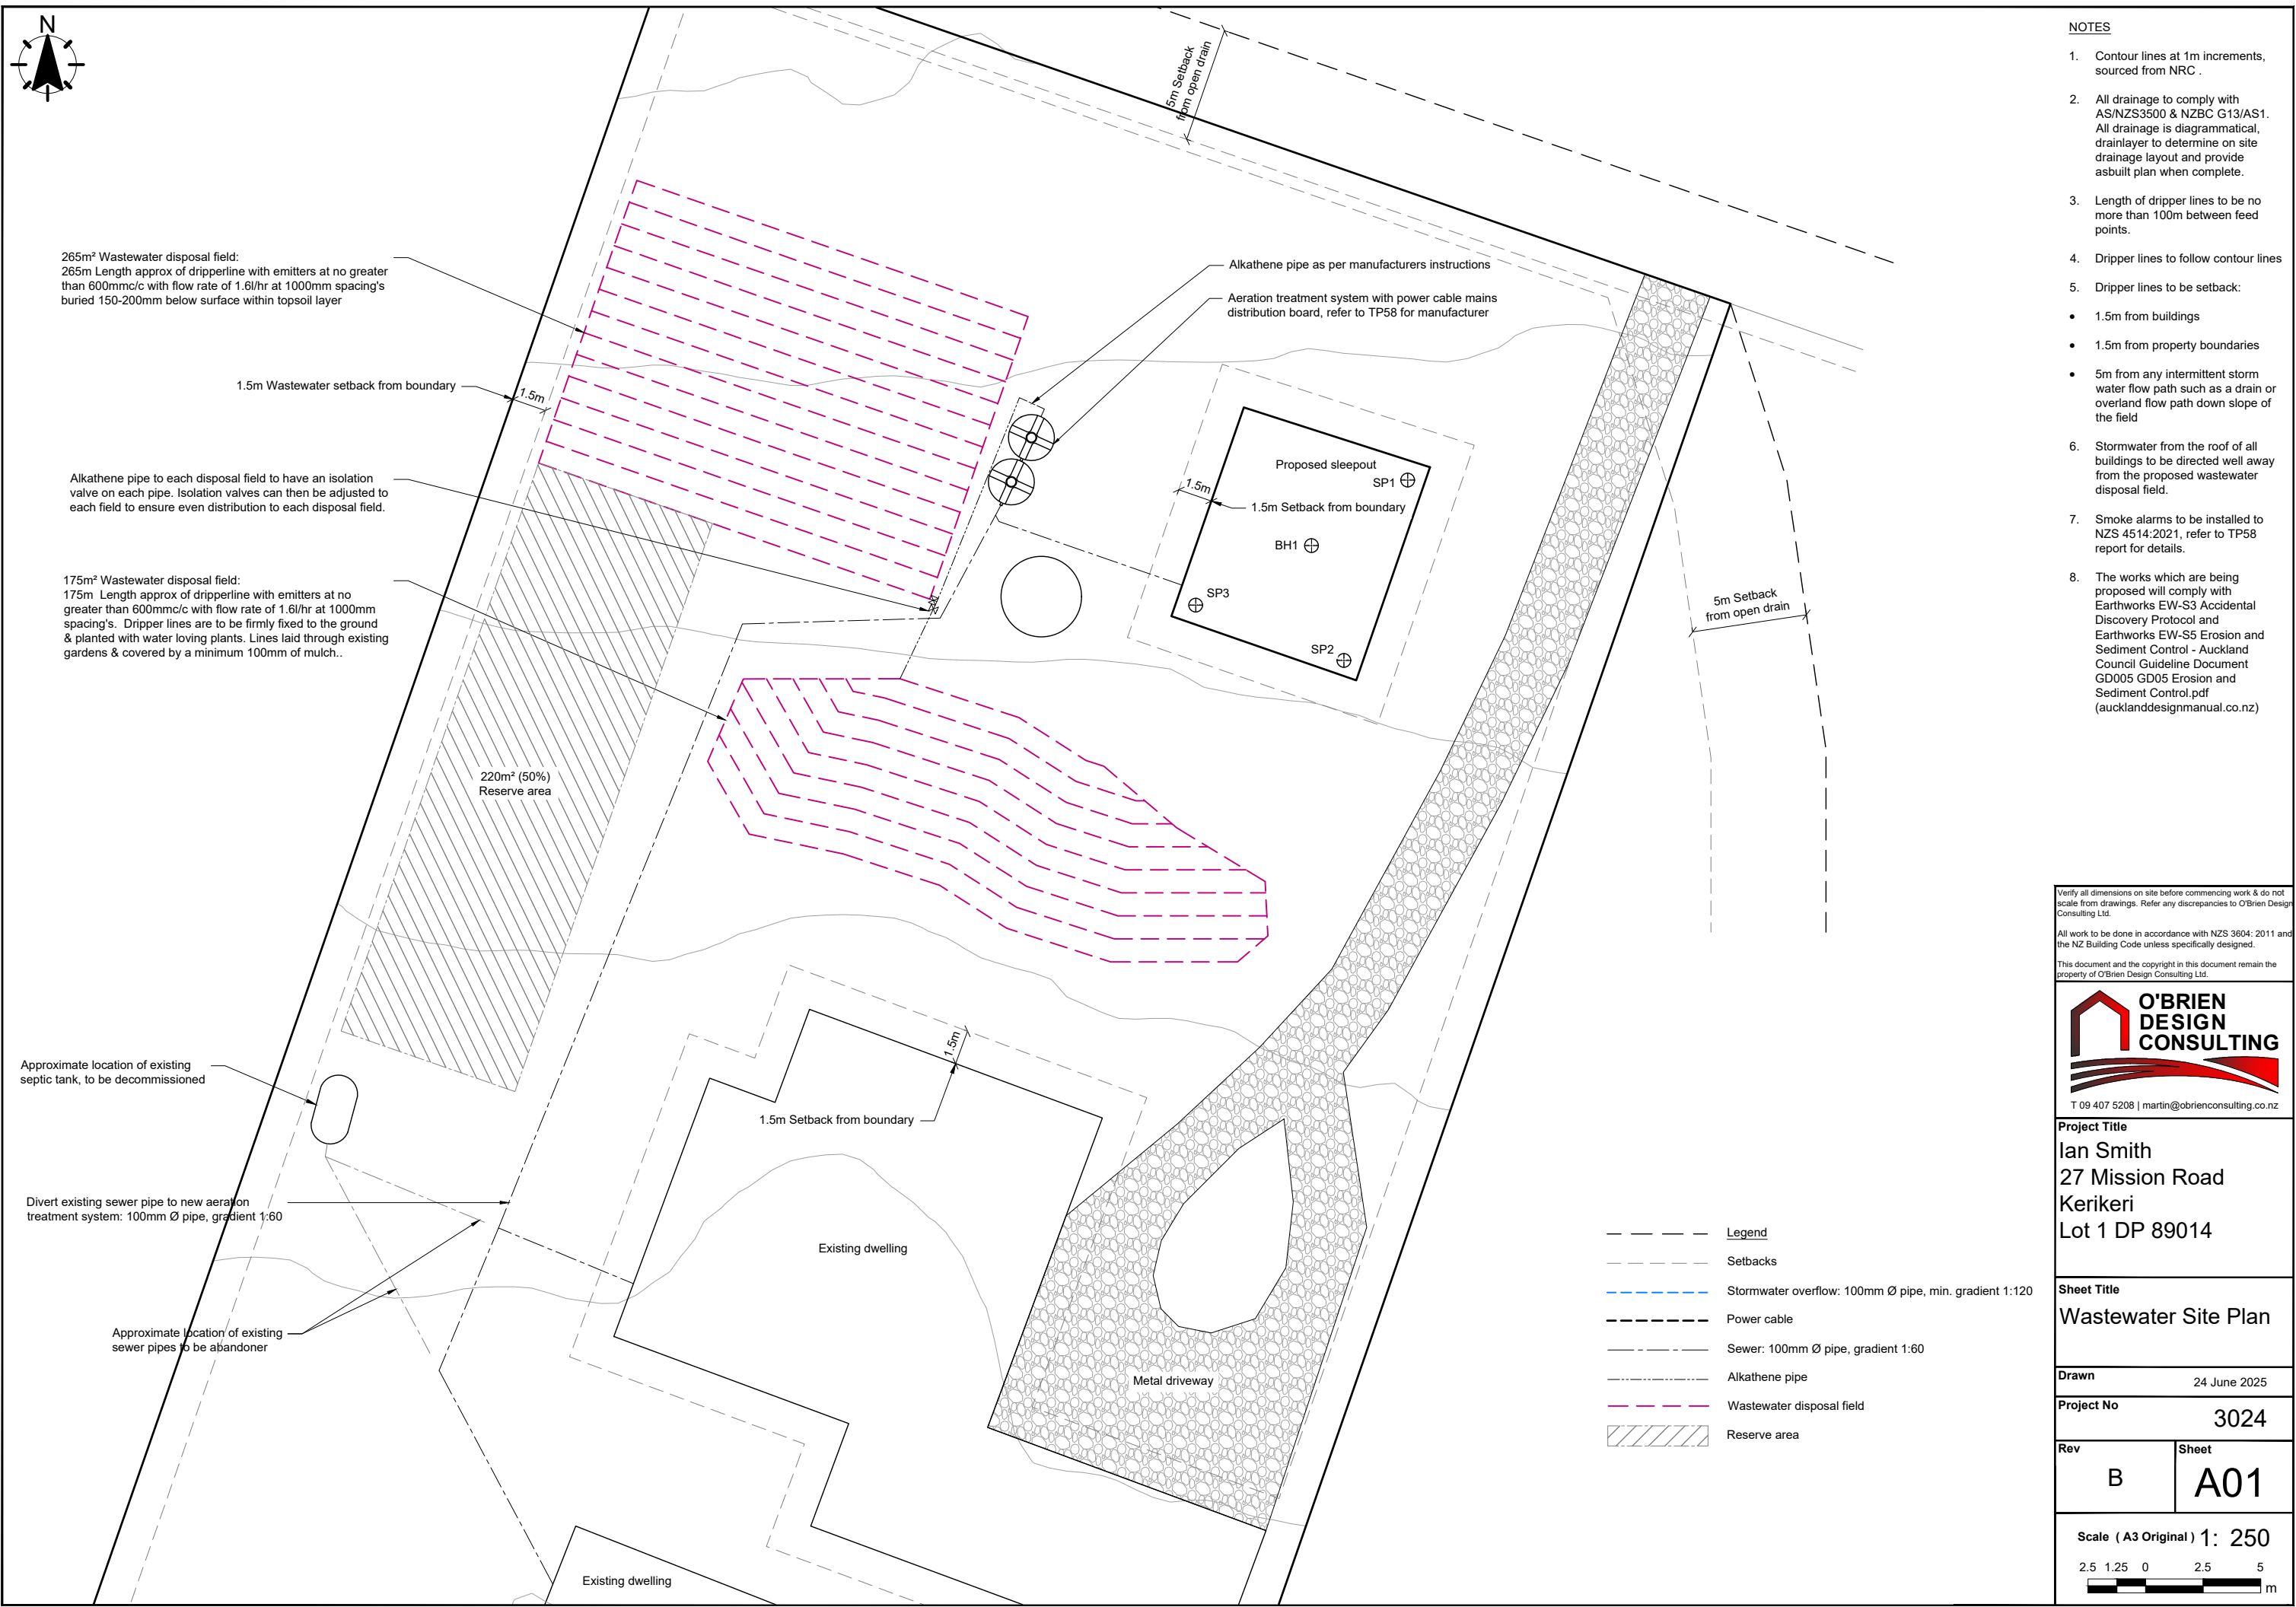 N
265m² Wastewater disposal field:
265m Length approx of dripperline with emitters at no greater
than 600mmc/c with flow rate of 1.6l/hr at 1000mm spacing's
buried 150-200mm below surface within topsoil layer
1.5m Wastewater setback from boundary
1.5m
Alkathene pipe to each disposal field to have an isolation
valve on each pipe. Isolation valves can then be adjusted to
each field to ensure even distribution to each disposal field.
175m² Wastewater disposal field:
175m Length approx of dripperline with emitters at no
greater than 600mmc/c with flow rate of 1.6l/hr at 1000mm
spacing's. Dripper lines are to be firmly fixed to the ground
& planted with water loving plants. Lines laid through existing
gardens & covered by a minimum 100mm of mulch..
220m² (50%)
Reserve area
Approximate location of existing
septic tank, to be decommissioned
Divert existing sewer pipe to new aeration
treatment system: 100mm Ø pipe, gradient 1:60
Approximate location of existing
sewer pipes to be abandoner
5m Setback
from open drain
Alkathene pipe as per manufacturers instructions
Aeration treatment system with power cable mains
distribution board, refer to TP58 for manufacturer
Proposed sleepout
SP1
1.5m
1.5m Setback from boundary
BH1
SP3
SP2
5m Setback
from open drain
1.5m
1.5m Setback from boundary
Existing dwelling
Metal driveway
Existing dwelling
Legend
Setbacks
Stormwater overflow: 100mm Ø pipe, min. gradient 1:120
Power cable
Sewer: 100mm Ø pipe, gradient 1:60
Alkathene pipe
Wastewater disposal field
Reserve area
NOTES
1. Contour lines at 1m increments,
sourced from NRC .
2. All drainage to comply with
AS/NZS3500 & NZBC G13/AS1.
All drainage is diagrammatical,
drainlayer to determine on site
drainage layout and provide
asbuilt plan when complete.
3. Length of dripper lines to be no
more than 100m between feed
points.
4. Dripper lines to follow contour lines
5. Dripper lines to be setback:
• 1.5m from buildings
• 1.5m from property boundaries
• 5m from any intermittent storm
water flow path such as a drain or
overland flow path down slope of
the field
6. Stormwater from the roof of all
buildings to be directed well away
from the proposed wastewater
disposal field.
7. Smoke alarms to be installed to
NZS 4514:2021, refer to TP58
report for details.
8. The works which are being
proposed will comply with
Earthworks EW-S3 Accidental
Discovery Protocol and
Earthworks EW-S5 Erosion and
Sediment Control - Auckland
Council Guideline Document
GD005 GD05 Erosion and
Sediment Control.pdf
(aucklanddesignmanual.co.nz)
Verify all dimensions on site before commencing work & do not
scale from drawings. Refer any discrepancies to O'Brien Design
Consulting Ltd.
All work to be done in accordance with NZS 3604: 2011 and
the NZ Building Code unless specifically designed.
This document and the copyright in this document remain the
property of O'Brien Design Consulting Ltd.
O'BRIEN
DESIGN
CONSULTING
T 09 407 5208 | martin@obrienconsulting.co.nz
Project Title
Ian Smith
27 Mission Road
Kerikeri
Lot 1 DP 89014
Sheet Title
Wastewater Site Plan
Drawn 24 June 2025
Project No 3024
Rev Sheet
B A01
Scale ( A3 Original ) 1: 250
2.5 1.25 0 2.5 5
m